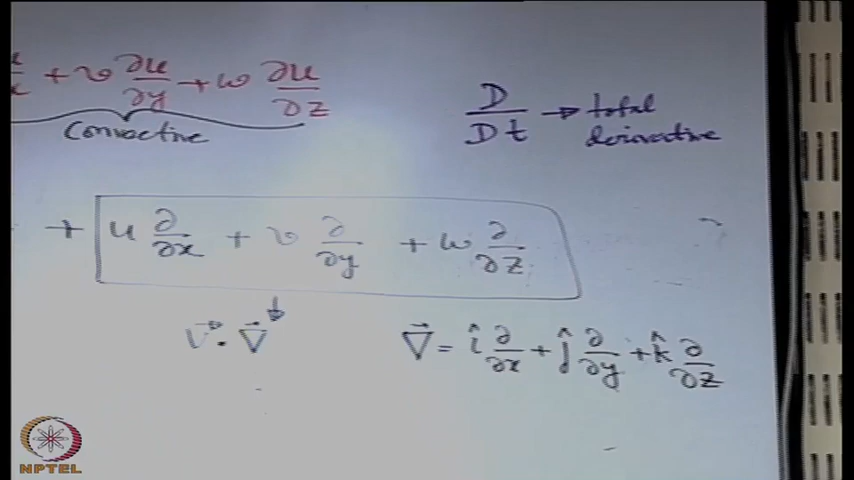 + v ∂u/∂y + w ∂u/∂z
Convective
D/Dt → total derivative
+ u ∂/∂x + v ∂/∂y + w ∂/∂z
V⃗ . ∇⃗
∇⃗ = î ∂/∂x + ĵ ∂/∂y + k̂ ∂/∂z
NPTEL